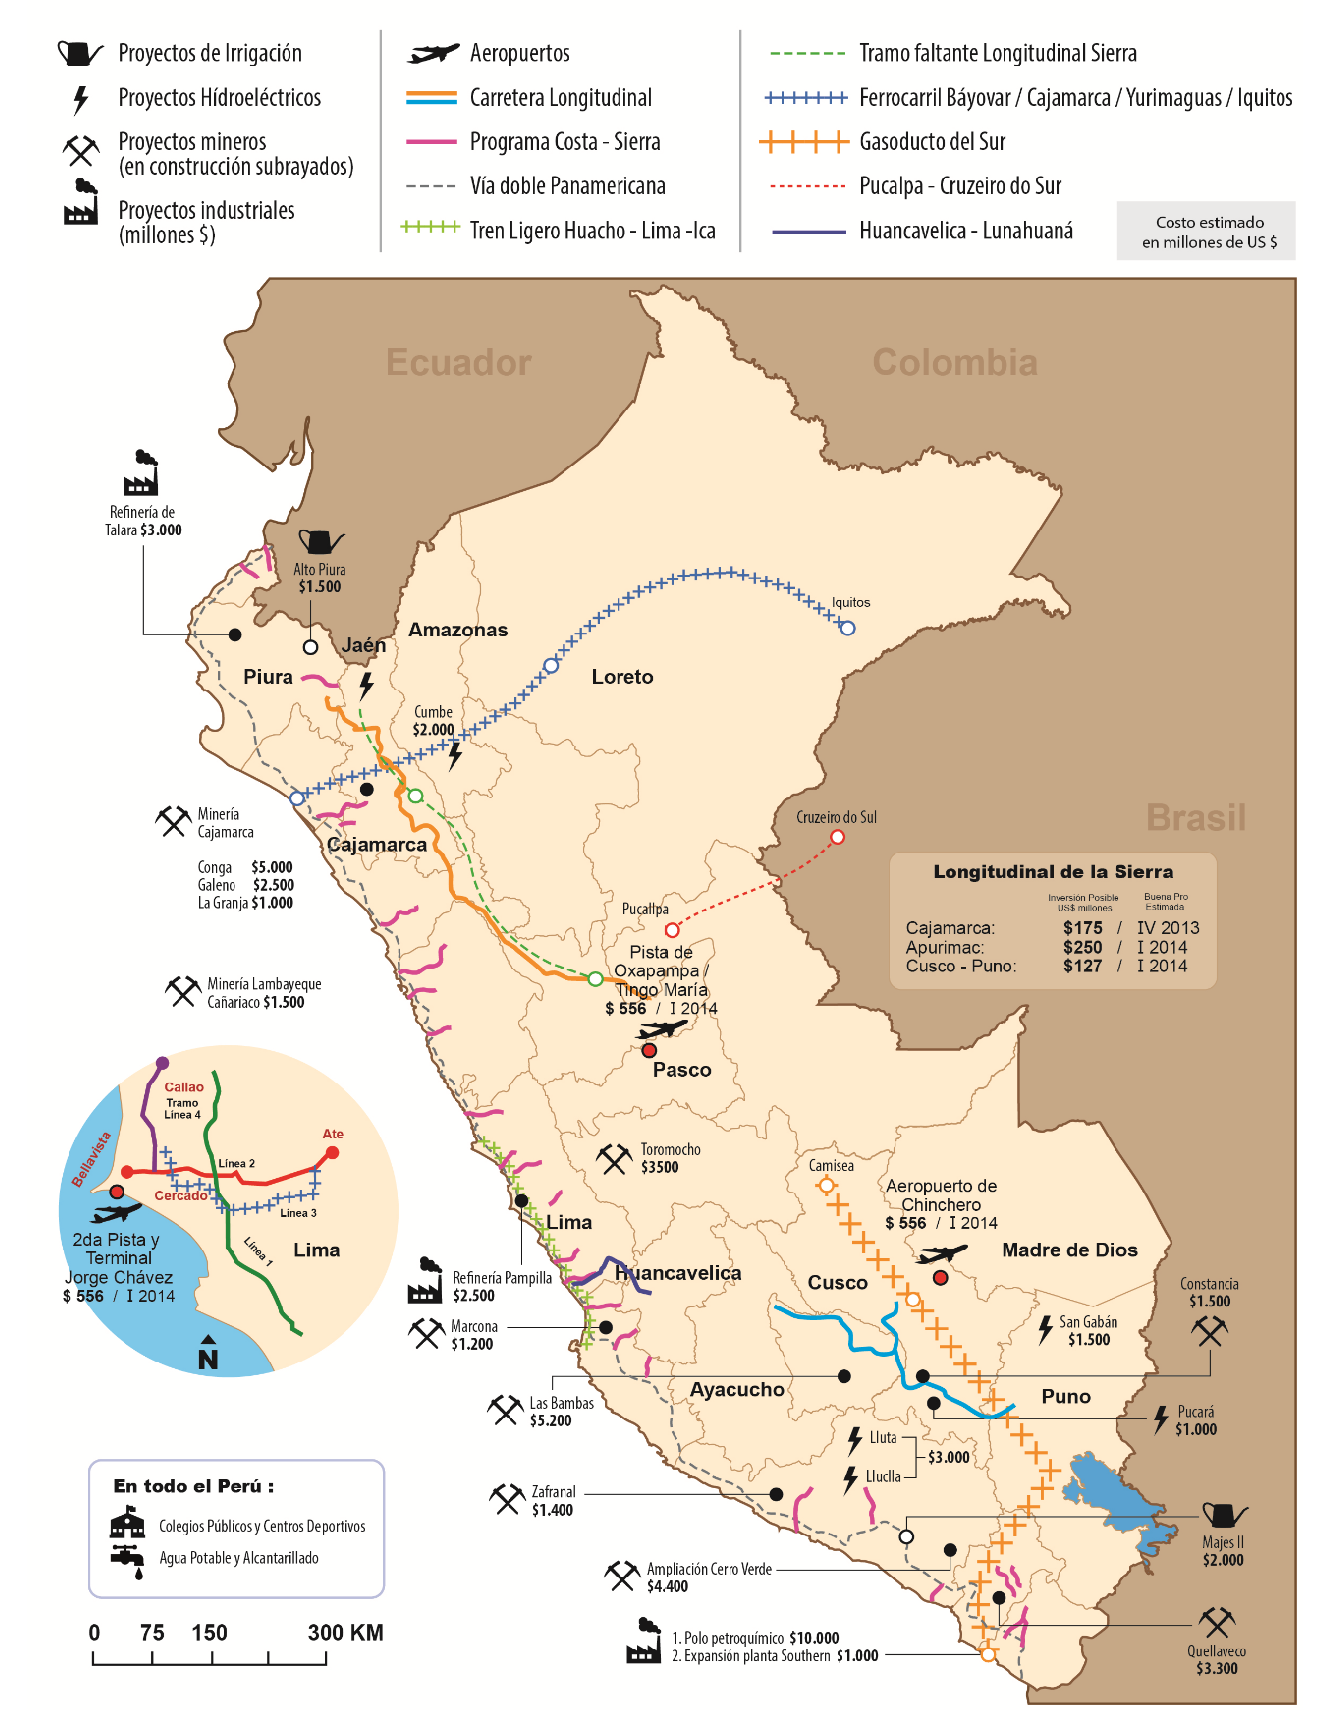 Proyectos de Irrigación
Proyectos Hídroeléctricos
Proyectos mineros
(en construcción subrayados)
Proyectos industriales
(millones $)
Aeropuertos
Carretera Longitudinal
Programa Costa - Sierra
Vía doble Panamericana
Tren Ligero Huacho - Lima -Ica
Tramo faltante Longitudinal Sierra
Ferrocarril Báyovar / Cajamarca / Yurimaguas / Iquitos
Gasoducto del Sur
Pucalpa - Cruzeiro do Sur
Huancavelica - Lunahuaná
Costo estimado
en millones de US $
Ecuador
Colombia
Refinería de
Talara $3.000
Alto Piura
$1.500
Iquitos
Amazonas
Jaén
Piura
Loreto
Cumbe
$2.000
Minería
Cajamarca
Conga $5.000
Galeno $2.500
La Granja $1.000
Cajamarca
Cruzeiro do Sul
Brasil
Longitudinal de la Sierra
Inversión Posible
US$ millones
Buena Pro
Estimada
Cajamarca: $175 / IV 2013
Apurimac: $250 / I 2014
Cusco - Puno: $127 / I 2014
Pucallpa
Pista de
Oxapampa /
Tingo María
$ 556 / I 2014
Pasco
Minería Lambayeque
Cañariaco $1.500
Callao
Tramo
Línea 4
Bellavista
Ate
Línea 2
Cercado
Línea 3
Línea 1
Lima
2da Pista y
Terminal
Jorge Chávez
$ 556 / I 2014
N
Toromocho
$3500
Camisea
Aeropuerto de
Chinchero
$ 556 / I 2014
Lima
Madre de Dios
Huancavelica
Cusco
Refinería Pampilla
$2.500
Constancia
$1.500
Marcona
$1.200
San Gabán
$1.500
Ayacucho
Puno
Las Bambas
$5.200
Pucará
$1.000
Lluta
Lluclla
$3.000
En todo el Perú :
Colegios Públicos y Centros Deportivos
Agua Potable y Alcantarillado
Zafraral
$1.400
Majes II
$2.000
Ampliación Cerro Verde
$4.400
0 75 150 300 KM
1. Polo petroquímico $10.000
2. Expansión planta Southern $1.000
Quellaveco
$3.300